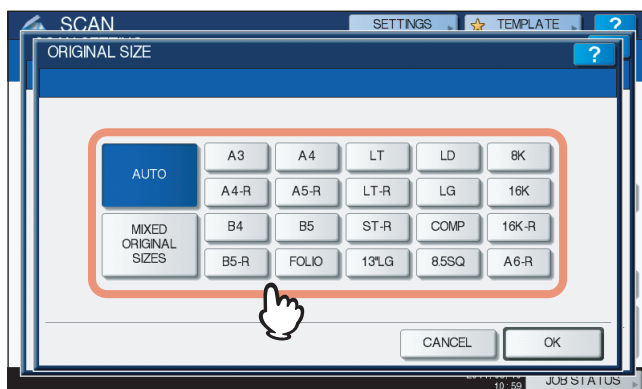 SCAN
SETTINGS
TEMPLATE
?
ORIGINAL SIZE
?
AUTO
A3
A4
LT
LD
8K
A4-R
A5-R
LT-R
LG
16K
MIXED
ORIGINAL
SIZES
B4
B5
ST-R
COMP
16K-R
B5-R
FOLIO
13"LG
8.5SQ
A6-R
CANCEL
OK
10:59
JOB STATUS